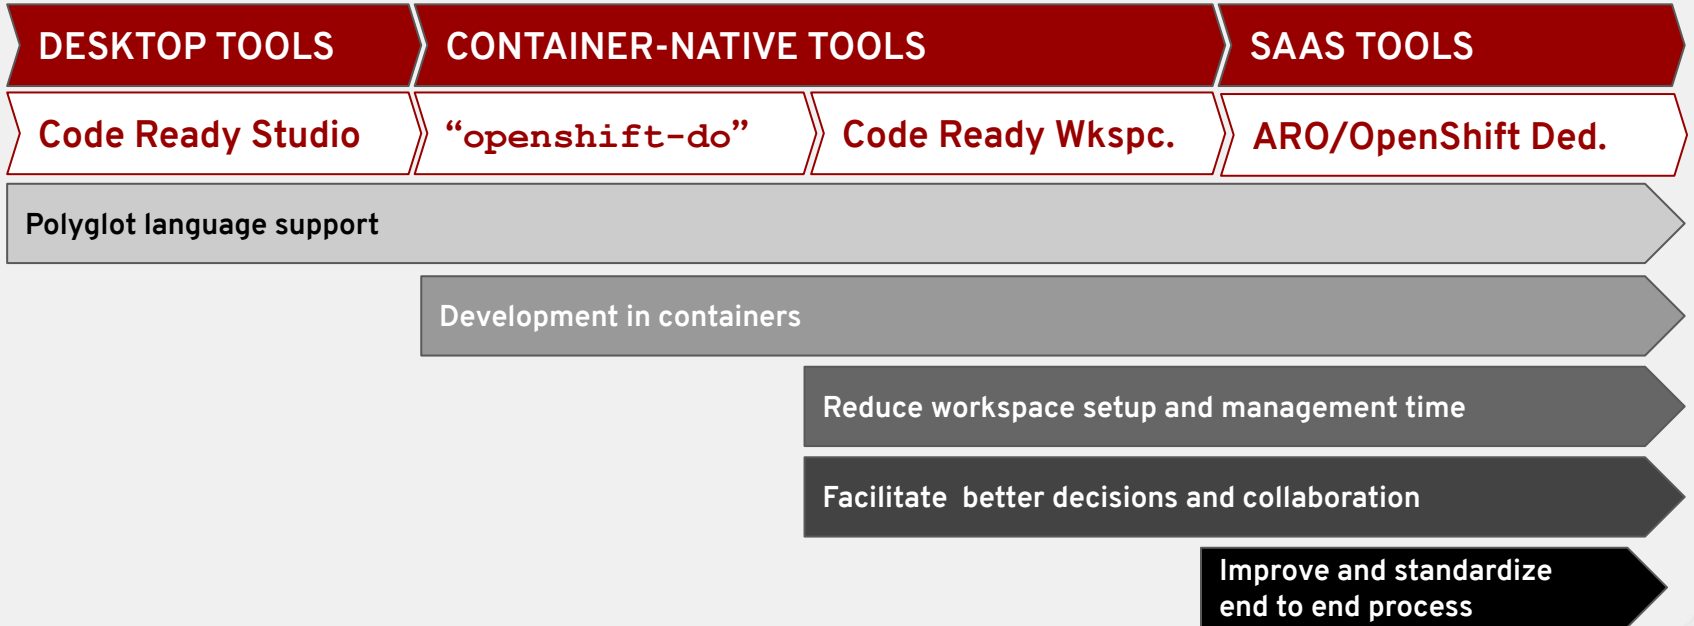 DESKTOP TOOLS
CONTAINER-NATIVE TOOLS
SAAS TOOLS
Code Ready Studio
“openshift-do”
Code Ready Wkspc.
ARO/OpenShift Ded.
Polyglot language support
Development in containers
Reduce workspace setup and management time
Facilitate  better decisions and collaboration
Improve and standardize
end to end process